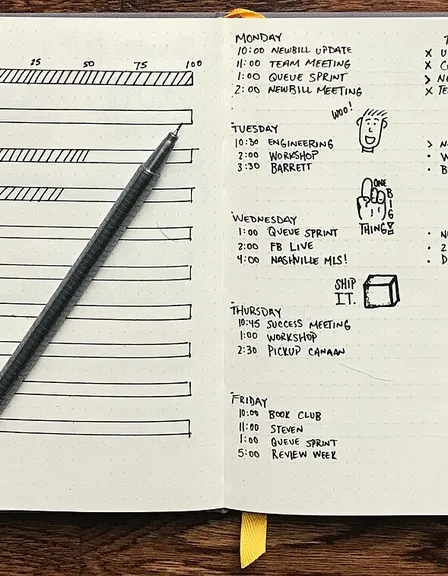 25 50 75 100
MONDAY
10:00 NEWBILL UPDATE
11:00 TEAM MEETING
1:00 QUEUE SPRINT
2:00 NEWBILL MEETING
WOO!
TUESDAY
10:30 ENGINEERING
2:00 WORKSHOP
3:30 BARRETT
ONE
BIG
THING
WEDNESDAY
1:00 QUEUE SPRINT
2:00 FB LIVE
4:00 NASHVILLE MLS!
SHIP
IT.
THURSDAY
10:45 SUCCESS MEETING
1:00 WORKSHOP
2:30 PICKUP CANAAN
FRIDAY
10:00 BOOK CLUB
11:00 STEVEN
1:00 QUEUE SPRINT
5:00 REVIEW WEEK